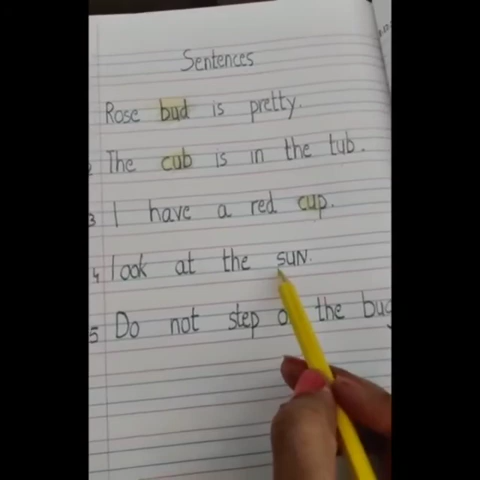 Sentences
Rose bud is pretty.
The cub is in the tub.
3 I have a red cup.
4 look at the sun.
5 Do not step the bug